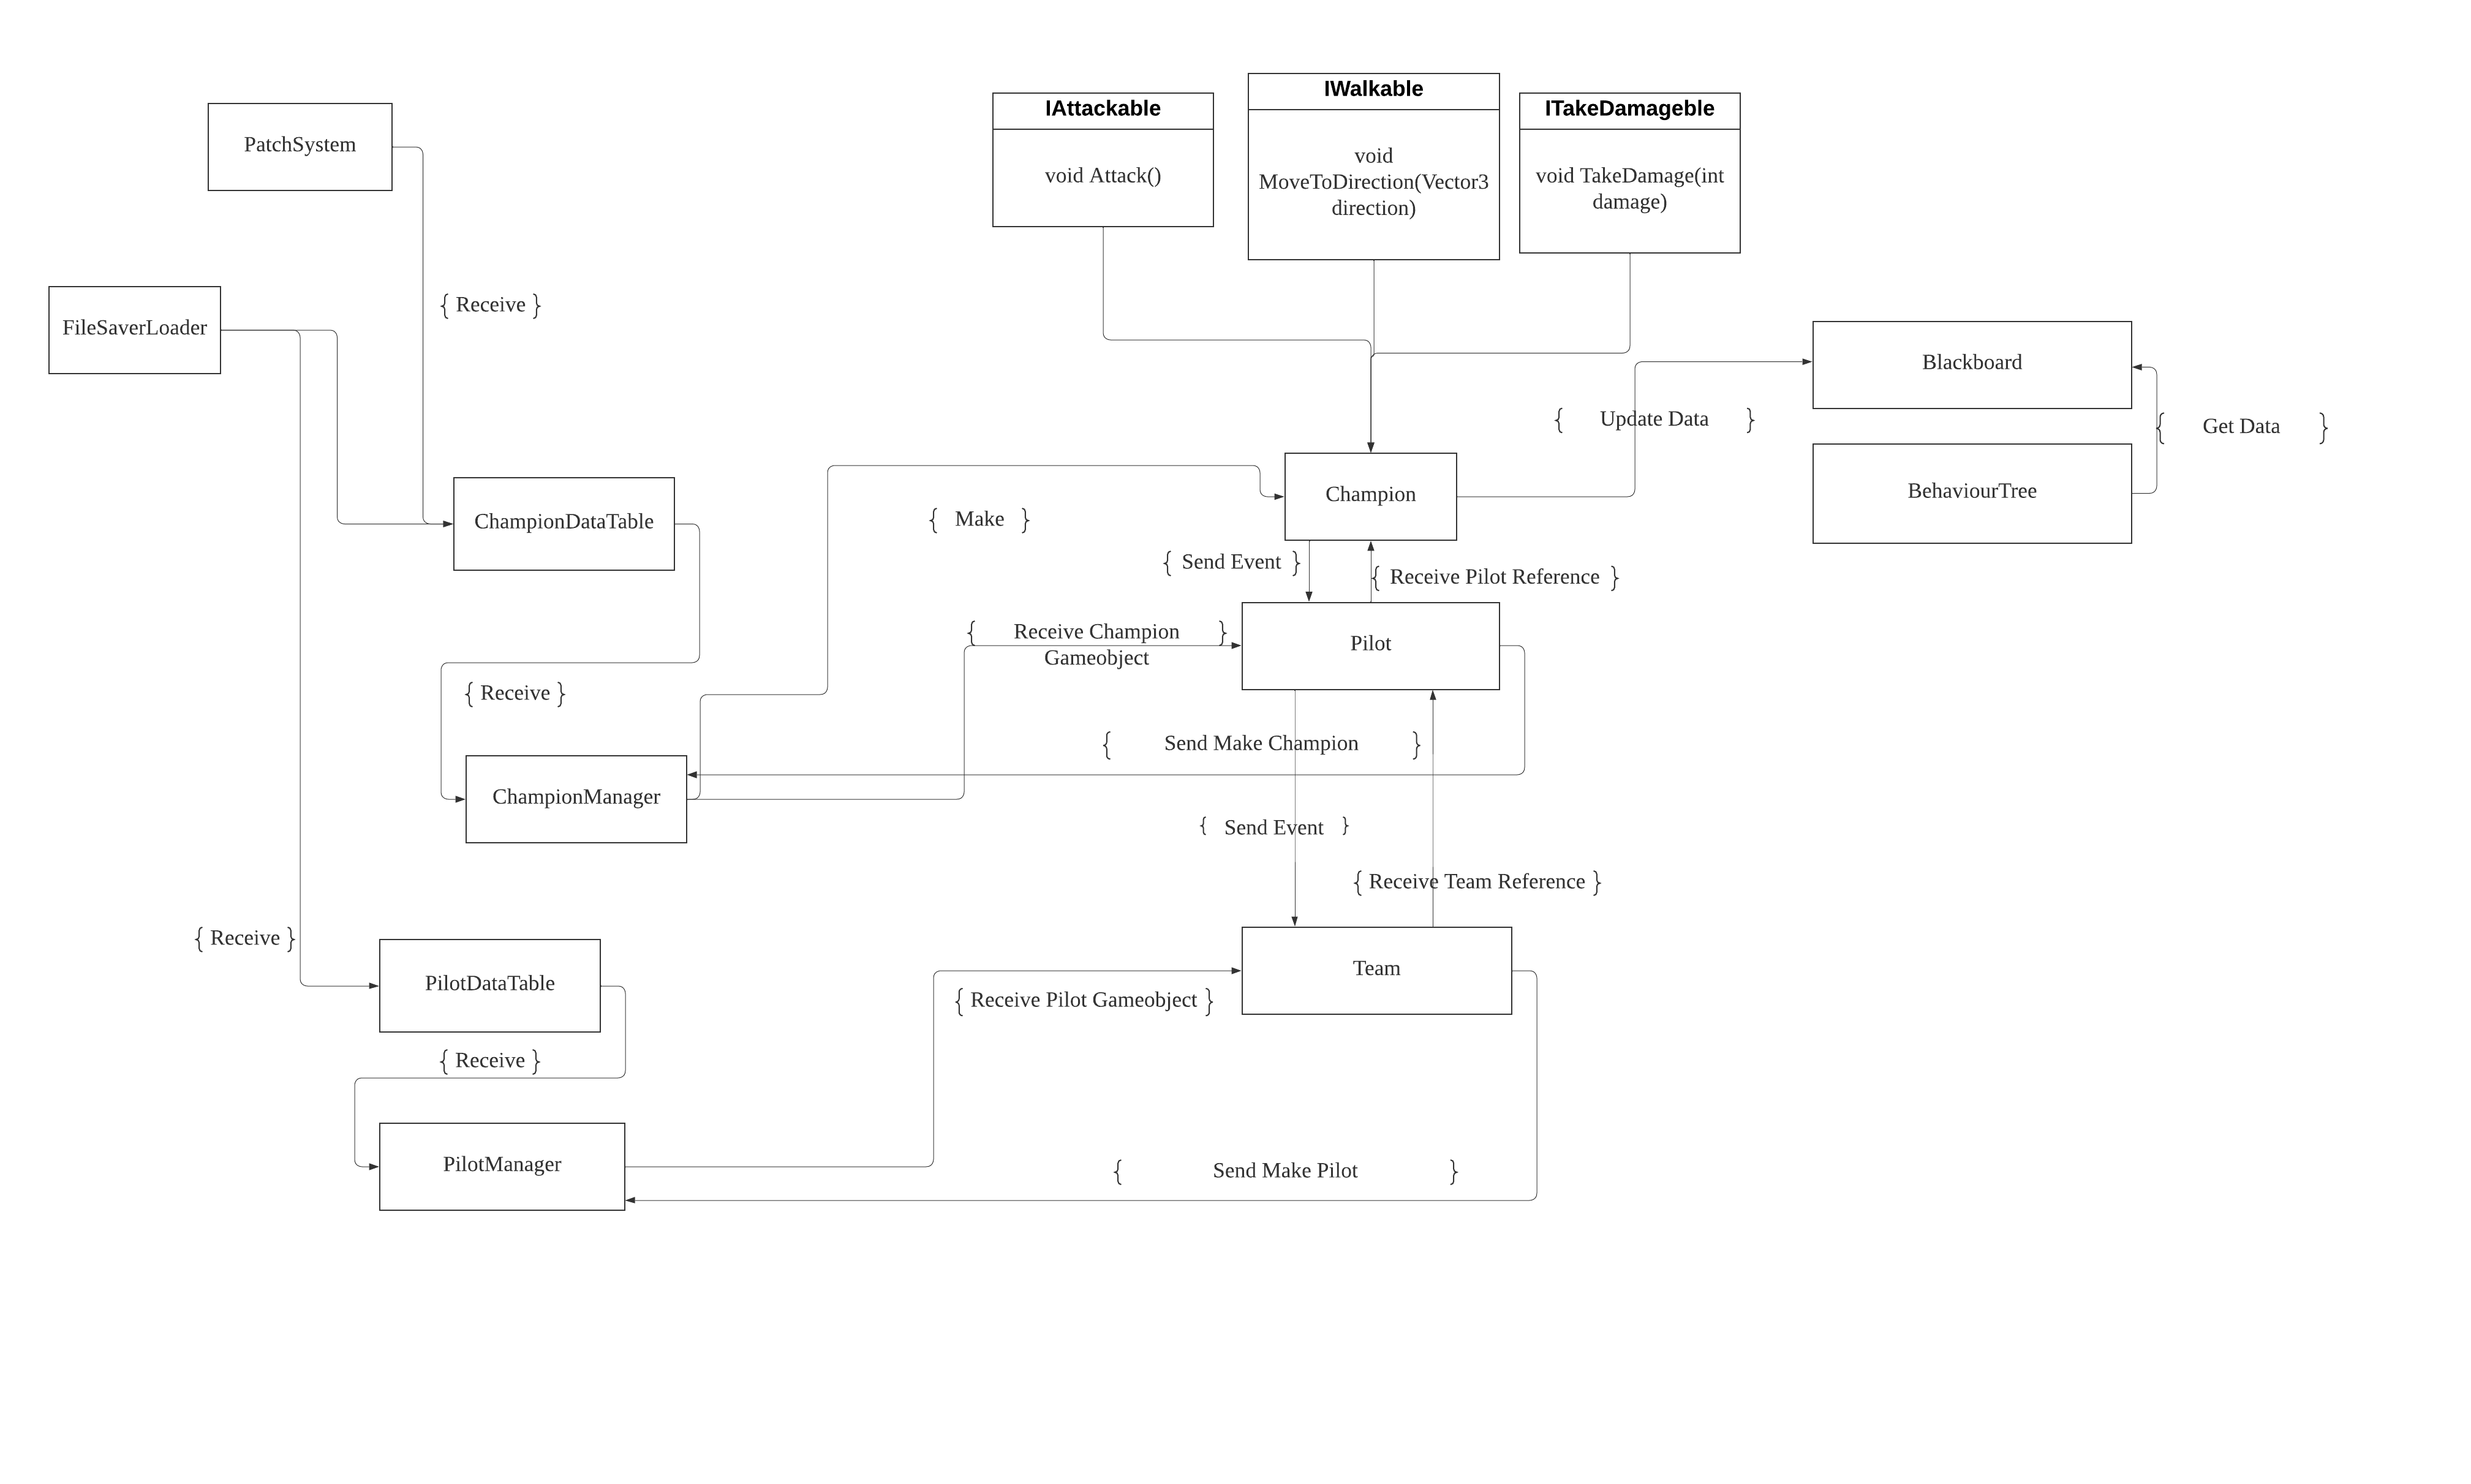 IWalkable
IAttackable
ITakeDamageble
PatchSystem
void
MoveToDirection(Vector3
direction)
void Attack()
void TakeDamage(int
damage)
{ Receive }
FileSaverLoader
Blackboard
{ Update Data }
{ Get Data }
Champion
BehaviourTree
ChampionDataTable
{ Make }
{ Send Event }
{ Receive Pilot Reference }
{ Receive Champion }
Gameobject
Pilot
{ Receive }
{ Send Make Champion }
ChampionManager
{ Send Event }
{ Receive Team Reference }
{ Receive }
PilotDataTable
Team
{ Receive Pilot Gameobject }
{ Receive }
PilotManager
{ Send Make Pilot }